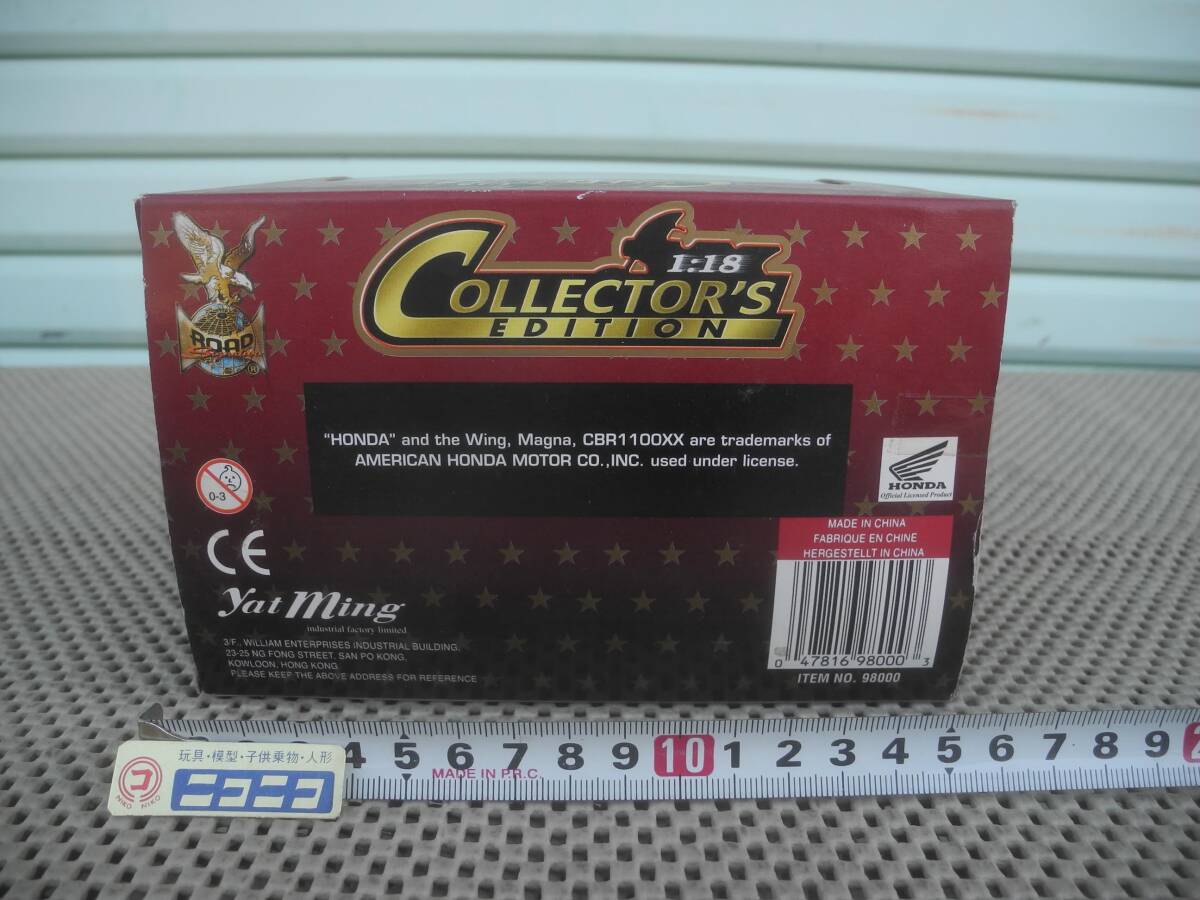 1:18
COLLECTOR'S
EDITION
ROAD
®
"HONDA" and the Wing, Magna, CBR1100XX are trademarks of
AMERICAN HONDA MOTOR CO.,INC. used under license.
0-3
HONDA
Official Licensed Product
CE
MADE IN CHINA
FABRIQUE EN CHINE
HERGESTELLT IN CHINA
0 47816 98000 3
ITEM NO. 98000
Yat Ming
industrial factory limited
3/F., WILLIAM ENTERPRISES INDUSTRIAL BUILDING,
23-25 NG FONG STREET, SAN PO KONG,
KOWLOON, HONG KONG.
PLEASE KEEP THE ABOVE ADDRESS FOR REFERENCE
5 6 7 8 9 10 1 2 3 4 5 6 7 8 9 2
MADE IN P.R.C.
玩具・模型・子供乗物・人形
コ
NIKO NIKO
ニコニコ